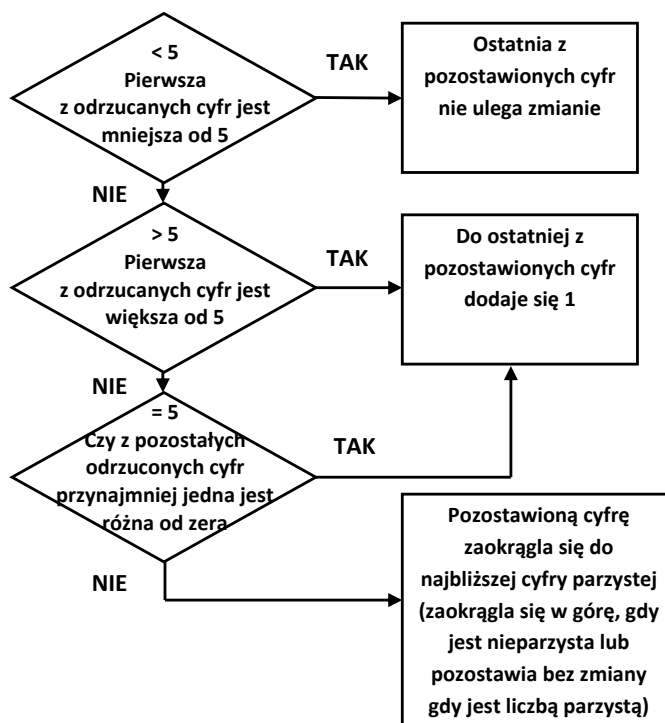 < 5
Pierwsza
z odrzucanych cyfr jest
mniejsza od 5
TAK
Ostatnia z
pozostawionych cyfr
nie ulega zmianie
NIE
> 5
Pierwsza
z odrzucanych cyfr jest
większa od 5
TAK
Do ostatniej z
pozostawionych cyfr
dodaje się 1
NIE
= 5
Czy z pozostałych
odrzuconych cyfr
przynajmniej jedna jest
różna od zera
TAK
NIE
Pozostawioną cyfrę
zaokrągla się do
najbliższej cyfry parzystej
(zaokrągla się w górę, gdy
jest nieparzysta lub
pozostawia bez zmiany
gdy jest liczbą parzystą)